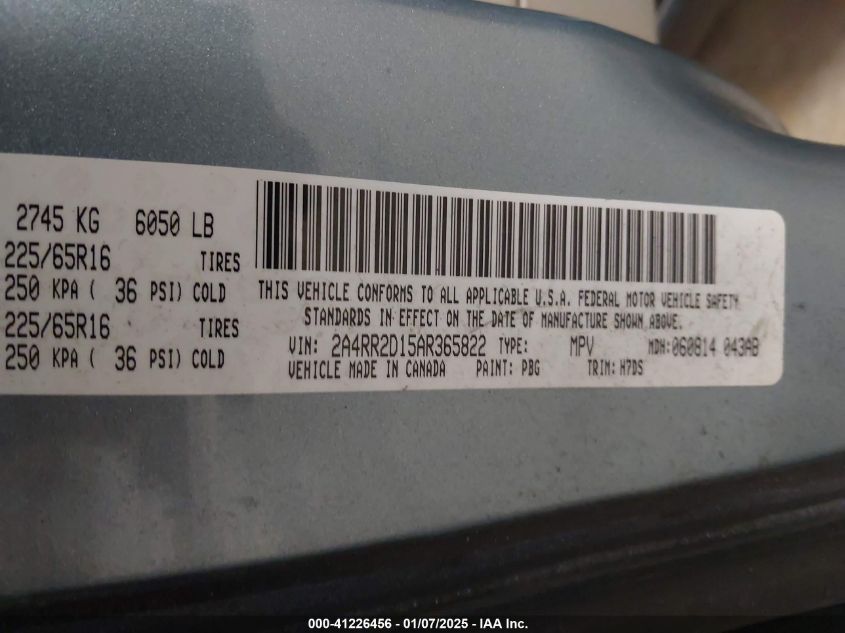 2745 KG 6050 LB
225/65R16 TIRES
250 KPA ( 36 PSI) COLD
225/65R16 TIRES
250 KPA ( 36 PSI) COLD
THIS VEHICLE CONFORMS TO ALL APPLICABLE U.S.A. FEDERAL MOTOR VEHICLE SAFETY
STANDARDS IN EFFECT ON THE DATE OF MANUFACTURE SHOWN ABOVE.
VIN: 2A4RR2D15AR365822 TYPE: MPV MDH:060814 043AB
VEHICLE MADE IN CANADA PAINT: PBG TRIM: H7DS
000-41226456 - 01/07/2025 - IAA Inc.